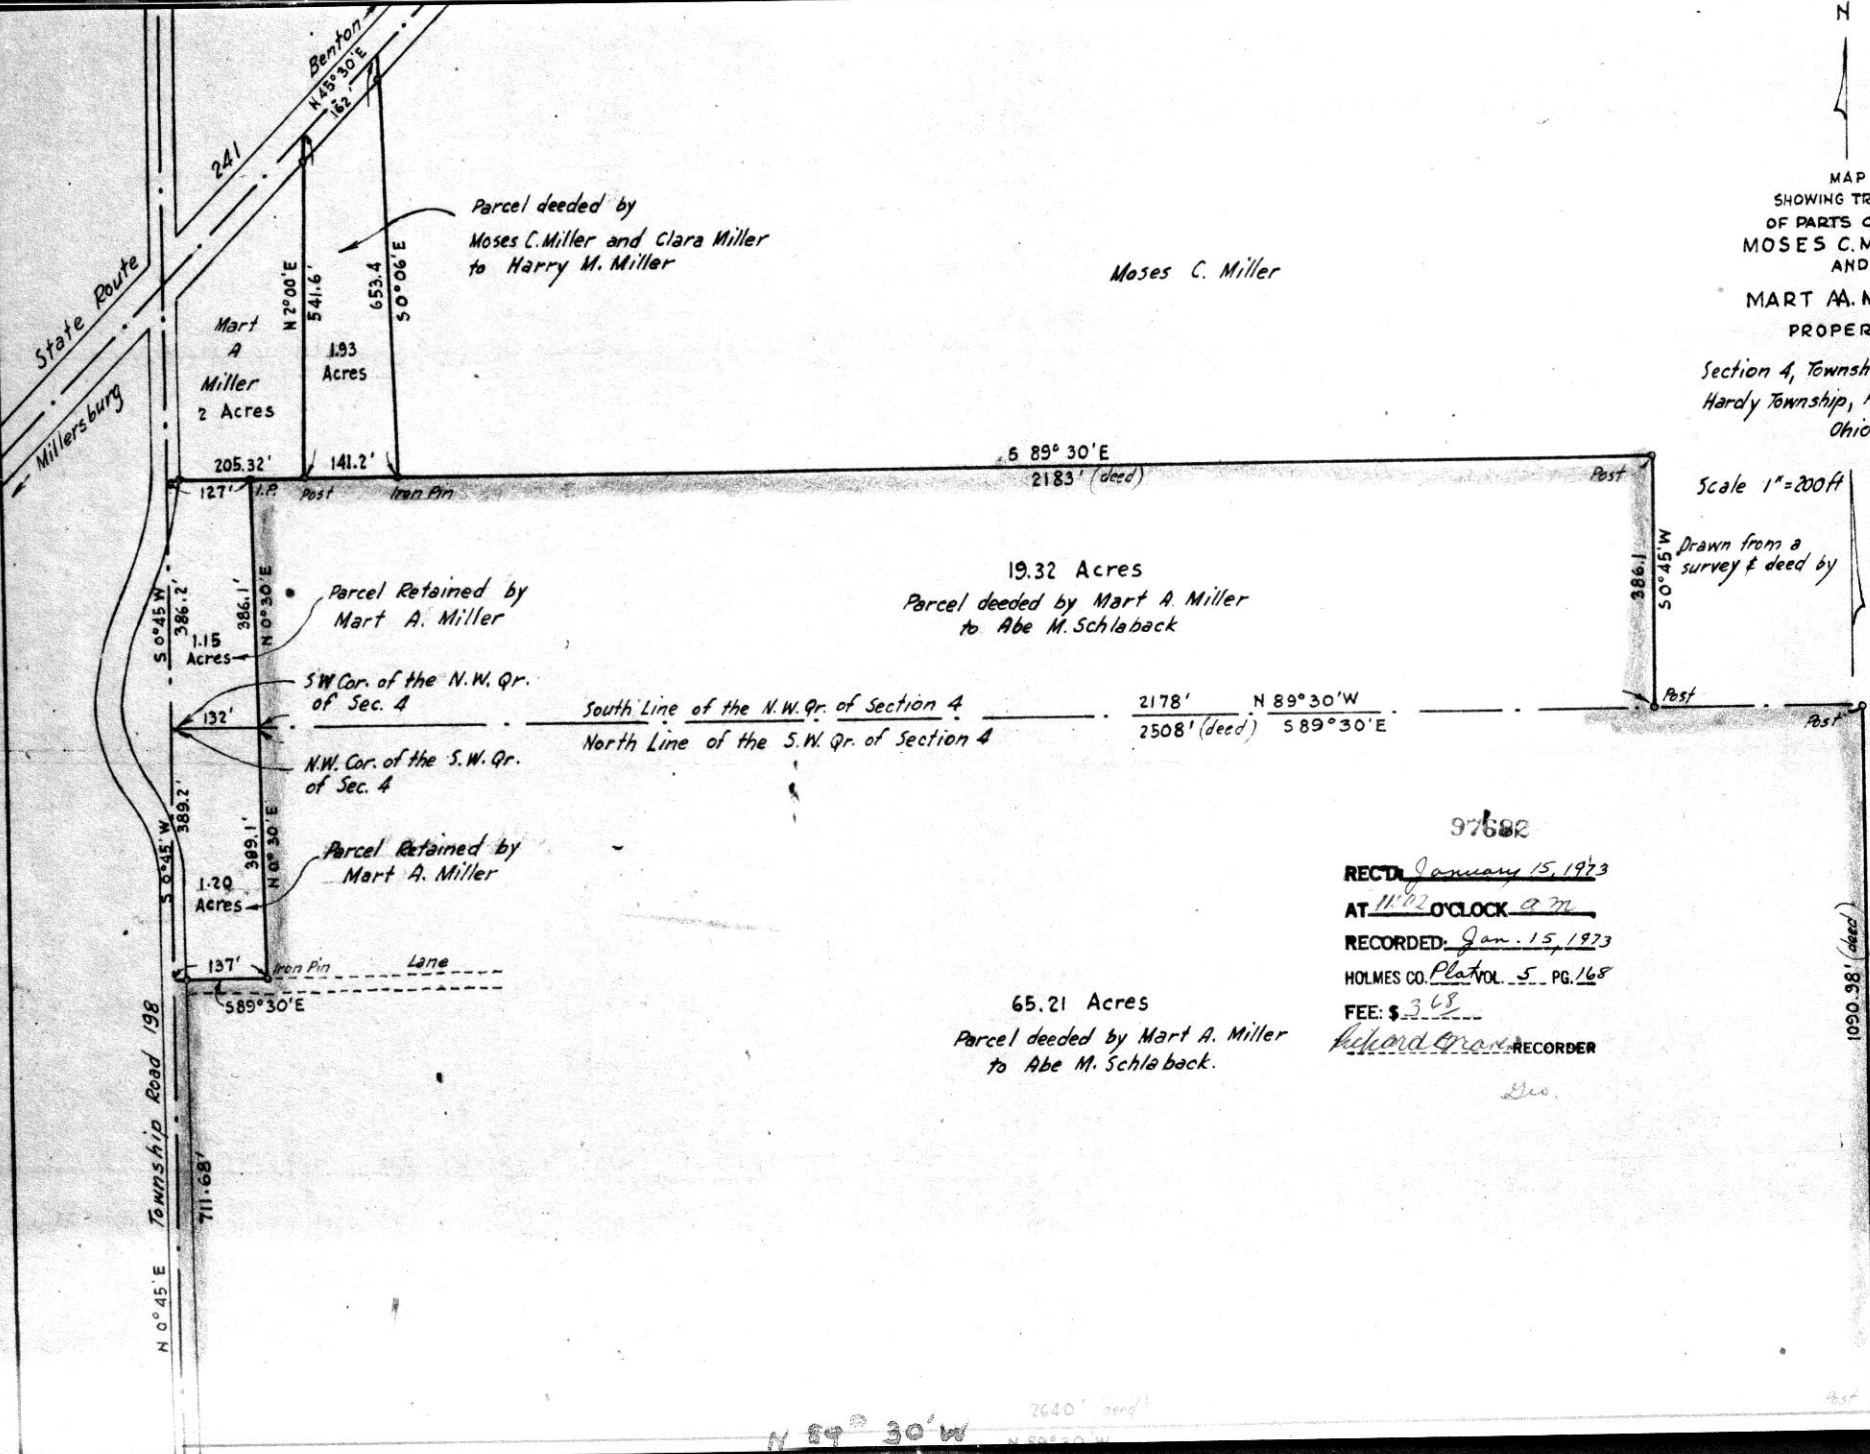 N
Benton
N 45°30'E
162'
241
State Route
Millersburg
Parcel deeded by
Moses C. Miller and Clara Miller
to Harry M. Miller
Moses C. Miller
MAP
SHOWING TR
OF PARTS O
MOSES C. M
AND
MART A. M
PROPER
Section 4, Townsh
Hardy Township, H
Ohio
Scale 1"=200ft
Drawn from a
survey & deed by
N 2°00'E
541.6'
653.4
S 0°06'E
Mart
A
Miller
2 Acres
1.93
Acres
205.32'
141.2'
127'
I.P.
Post
Iron Pin
S 89°30'E
2183' (deed)
Post
386.1
S 0°45'W
S 0°45'W
386.2'
386.1'
N 0°30'E
1.15
Acres
Parcel Retained by
Mart A. Miller
19.32 Acres
Parcel deeded by Mart A. Miller
to Abe M. Schlaback
SW Cor. of the N.W. Qr.
of Sec. 4
132'
South Line of the N.W. Qr. of Section 4
2178' N 89°30'W
North Line of the S.W. Qr. of Section 4
2508' (deed) S 89°30'E
Post
Post
N.W. Cor. of the S.W. Qr.
of Sec. 4
S 0°45'W
389.2'
389.1'
N 0°30'E
1.20
Acres
Parcel Retained by
Mart A. Miller
137'
Iron Pin
Lane
S89°30'E
97682
REC'D. January 15, 1973
AT 11:02 O'CLOCK a m
RECORDED. Jan. 15, 1973
HOLMES CO. Plat VOL. 5 PG. 168
FEE: $ 3.68
RECORDER
65.21 Acres
Parcel deeded by Mart A. Miller
to Abe M. Schlaback.
1090.98' (deed)
Township Road 198
711.68'
N 0°45'E
2640' (deed)
N 89°30'W
N 89°30'W
Post